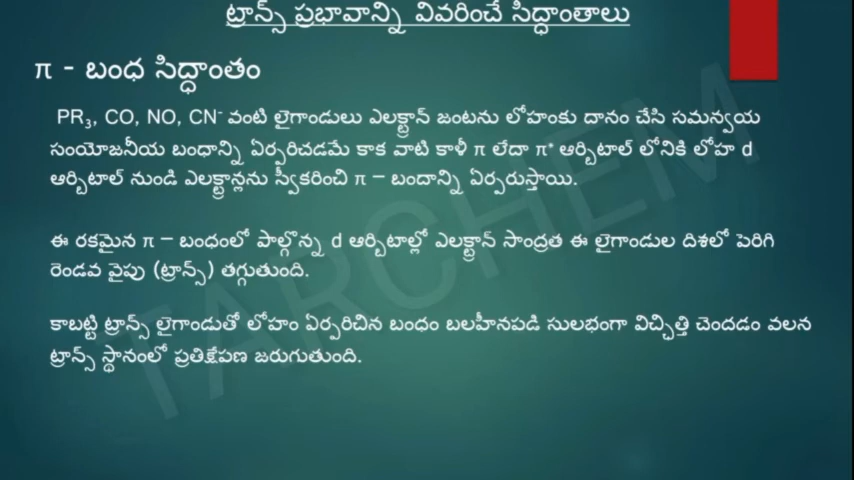 ట్రాన్స్ ప్రభావాన్ని వివరించే సిద్ధాంతాలు
π - బంధ సిద్ధాంతం
PR₃, CO, NO, CN⁻ వంటి లైగాండులు ఎలక్ట్రాన్ జంటను లోహంకు దానం చేసి సమన్వయ
సంయోజనీయ బంధాన్ని ఏర్పరిచడమే కాక వాటి కాళీ π లేదా π* ఆర్బిటాల్ లోనికి లోహ d
ఆర్బిటాల్ నుండి ఎలక్ట్రాన్లను స్వీకరించి π – బందాన్ని ఏర్పరుస్తాయి.
ఈ రకమైన π – బంధంలో పాల్గొన్న d ఆర్బిటాల్లో ఎలక్ట్రాన్ సాంద్రత ఈ లైగాండుల దిశలో పెరిగి
రెండవ వైపు (ట్రాన్స్) తగ్గుతుంది.
కాబట్టి ట్రాన్స్ లైగాండుతో లోహం ఏర్పరిచిన బంధం బలహీనపడి సులభంగా విచ్ఛిత్తి చెందడం వలన
ట్రాన్స్ స్థానంలో ప్రతిక్షేపణ జరుగుతుంది.
TARCHEM